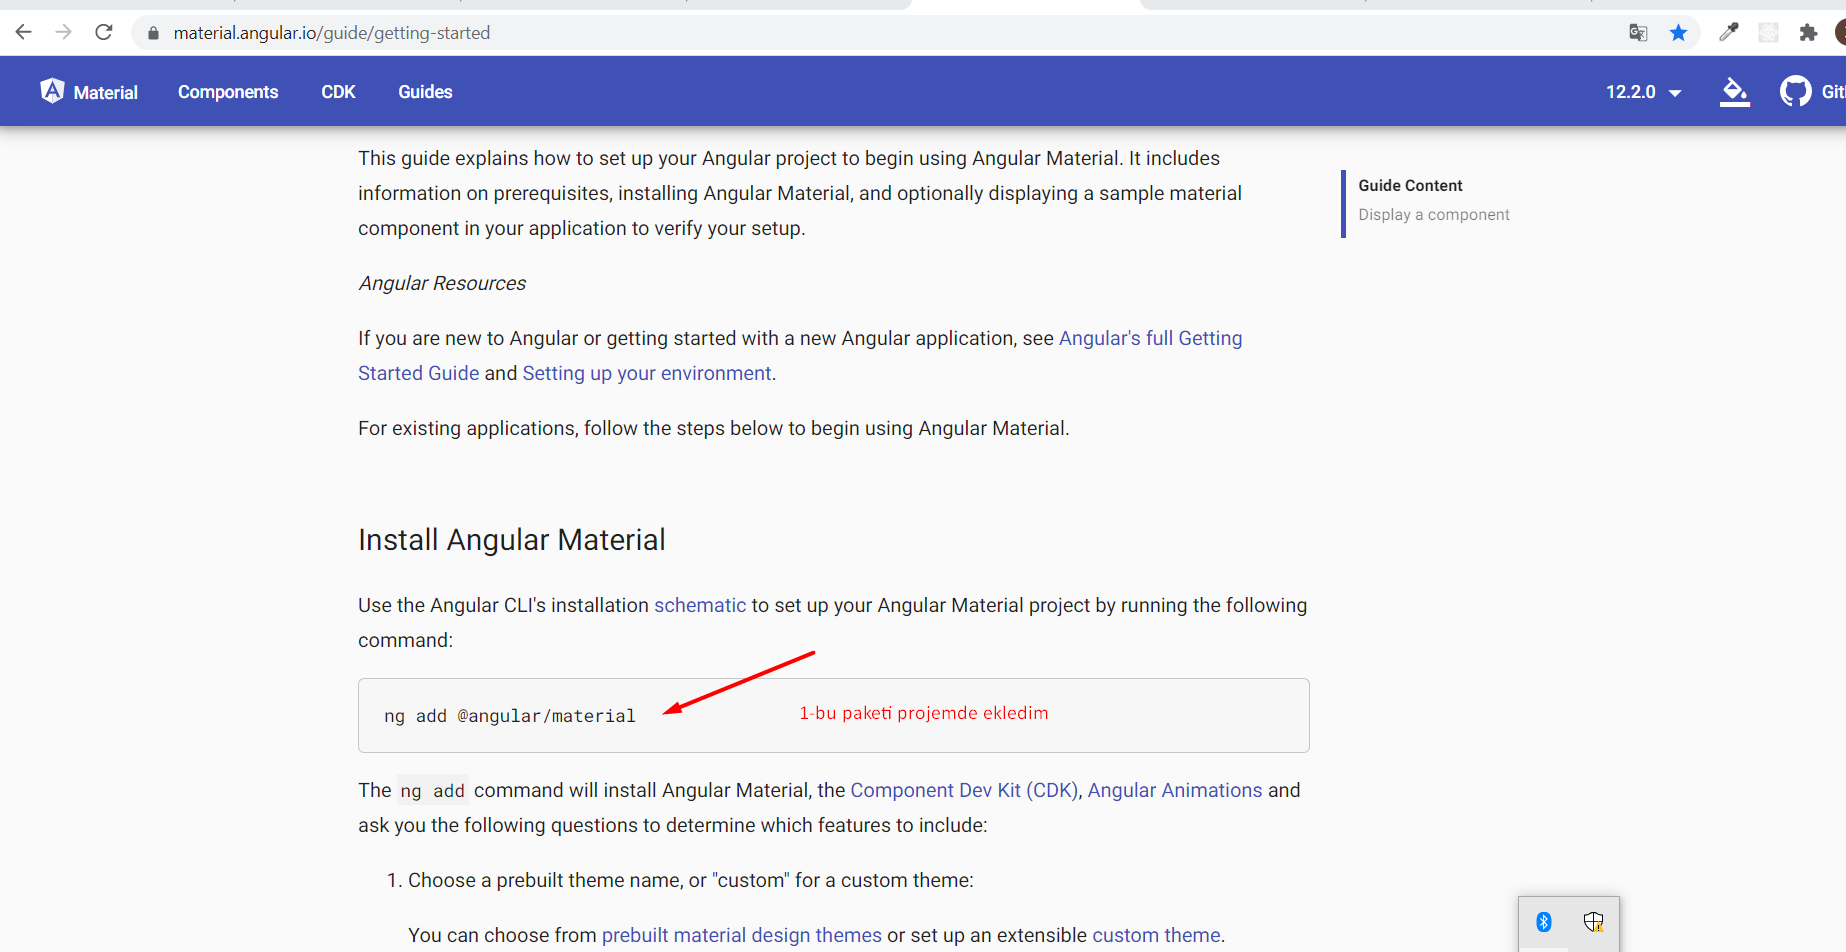 material.angular.io/guide/getting-started
Material
Components
CDK
Guides
12.2.0
This guide explains how to set up your Angular project to begin using Angular Material. It includes
information on prerequisites, installing Angular Material, and optionally displaying a sample material
component in your application to verify your setup.
Guide Content
Display a component
Angular Resources
If you are new to Angular or getting started with a new Angular application, see Angular's full Getting
Started Guide and Setting up your environment.
For existing applications, follow the steps below to begin using Angular Material.
Install Angular Material
Use the Angular CLI's installation schematic to set up your Angular Material project by running the following
command:
ng add @angular/material
1-bu paketi projemde ekledim
The ng add command will install Angular Material, the Component Dev Kit (CDK), Angular Animations and
ask you the following questions to determine which features to include:
1. Choose a prebuilt theme name, or "custom" for a custom theme:
You can choose from prebuilt material design themes or set up an extensible custom theme.